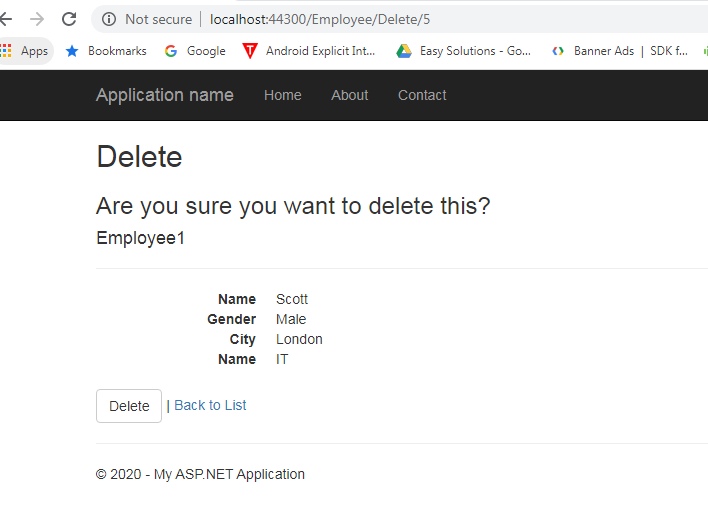 Not secure | localhost:44300/Employee/Delete/5
Apps Bookmarks Google Android Explicit Int... Easy Solutions - Go... Banner Ads | SDK f...
Application name Home About Contact
Delete
Are you sure you want to delete this?
Employee1
Name Scott
Gender Male
City London
Name IT
Delete | Back to List
© 2020 - My ASP.NET Application